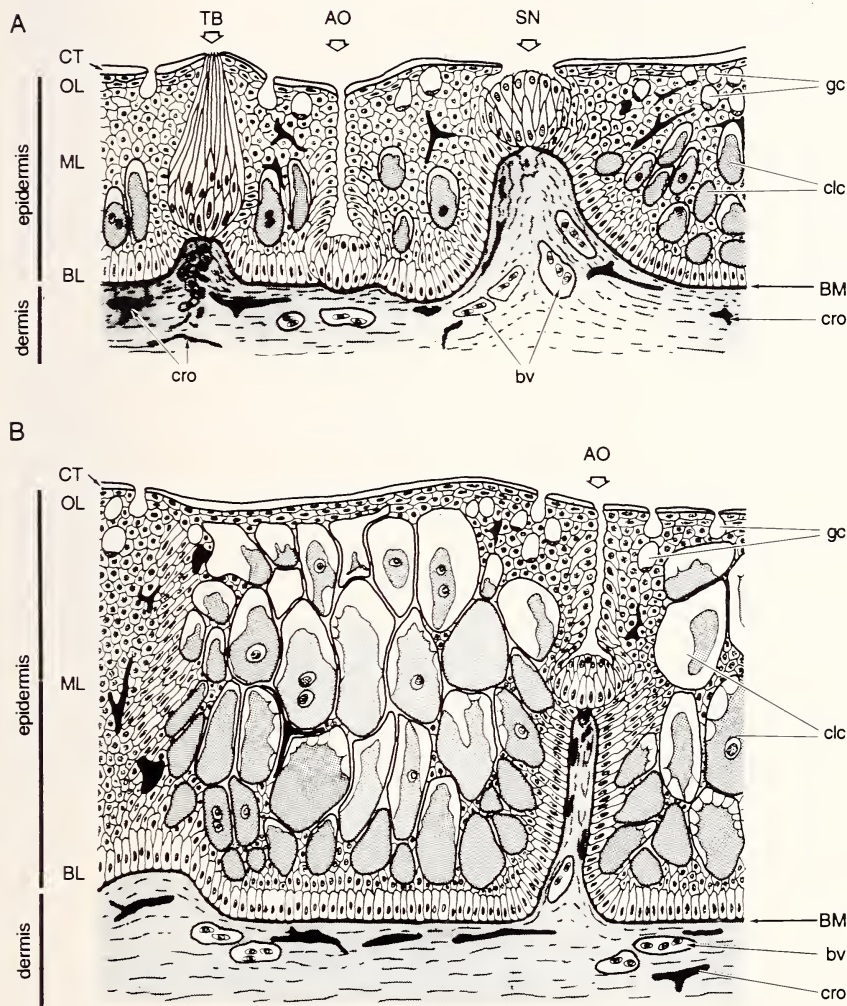 A
TB AO SN
CT
OL
gc
ML
epidermis
clc
BL
BM
dermis
cro
cro
bv
B
AO
CT
OL
gc
epidermis
ML
clc
BL
BM
dermis
bv
cro